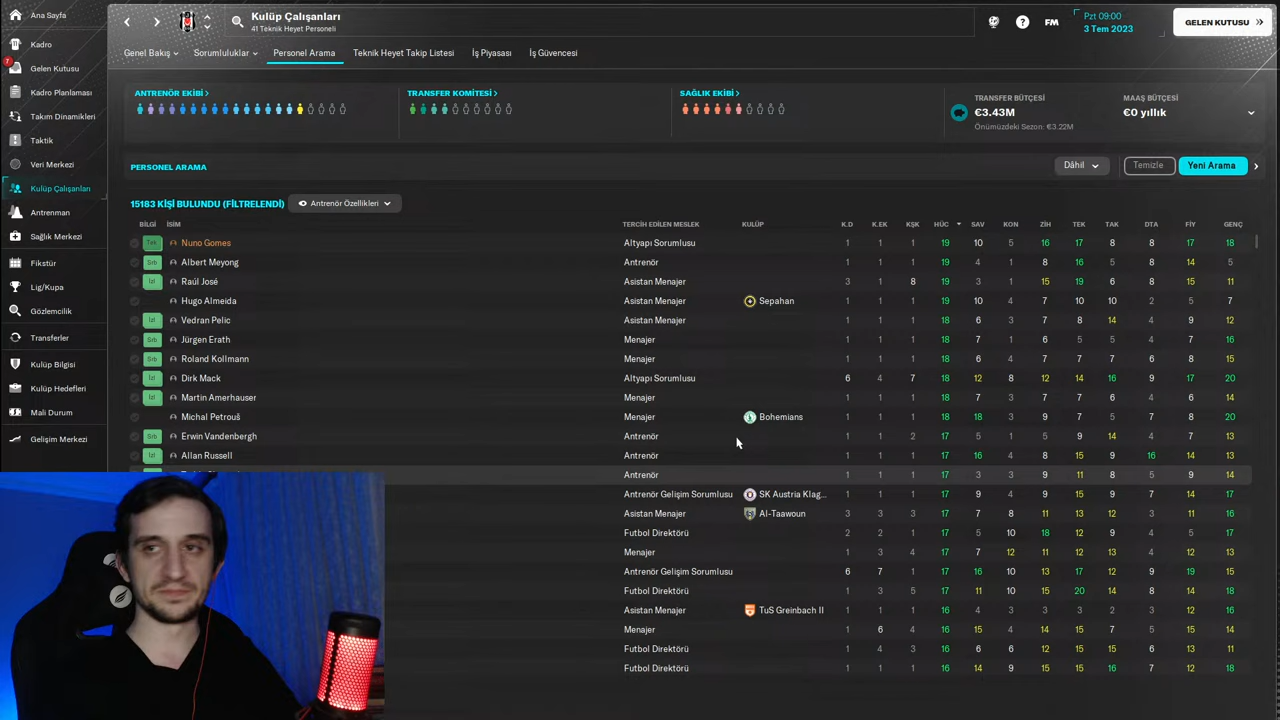 Ana Sayfa
Kadro
7
Gelen Kutusu
Kadro Planlaması
Takım Dinamikleri
Taktik
Veri Merkezi
Kulüp Çalışanları
Antrenman
Sağlık Merkezi
Fikstür
Lig/Kupa
Gözlemcilik
Transferler
Kulüp Bilgisi
Kulüp Hedefleri
Mali Durum
Gelişim Merkezi
Kulüp Çalışanları
41 Teknik Heyet Personeli
FM
Pzt 09:00
3 Tem 2023
GELEN KUTUSU
Genel Bakış
Sorumluluklar
Personel Arama
Teknik Heyet Takip Listesi
İş Piyasası
İş Güvencesi
ANTRENÖR EKİBİ
TRANSFER KOMİTESİ
SAĞLIK EKİBİ
TRANSFER BÜTÇESİ
€3.43M
Önümüzdeki Sezon: €3.22M
MAAŞ BÜTÇESİ
€0 yıllık
PERSONEL ARAMA
Dâhil
Temizle
Yeni Arama
15183 KİŞİ BULUNDU (FİLTRELENDİ)
Antrenör Özellikleri
BİLGİ İSİM TERCİH EDİLEN MESLEK KULÜP K.D K.EK KŞK HÜC SAV KON ZİH TEK TAK DTA FİY GENÇ
Tek Nuno Gomes Altyapı Sorumlusu 1 1 1 19 10 5 16 17 8 8 17 18
Srb Albert Meyong Antrenör 1 1 1 19 4 1 8 16 5 8 14 5
İzl Raúl José Asistan Menajer 3 1 8 19 3 1 15 19 6 8 15 11
Hugo Almeida Asistan Menajer Sepahan 1 1 1 19 10 4 7 10 10 2 5 7
İzl Vedran Pelic Asistan Menajer 1 1 1 18 6 3 7 8 14 4 9 12
Srb Jürgen Erath Menajer 1 1 1 18 7 1 6 5 5 4 7 16
Srb Roland Kollmann Menajer 1 1 1 18 6 4 7 7 7 6 8 15
İzl Dirk Mack Altyapı Sorumlusu 6 4 7 18 12 8 12 14 16 9 17 20
İzl Martin Amerhauser Menajer 1 1 1 18 7 3 7 7 6 4 6 14
Michal Petrouš Menajer Bohemians 1 1 1 18 18 3 9 7 5 7 8 20
Srb Erwin Vandenbergh Antrenör 1 1 2 17 5 1 5 9 14 4 7 13
İzl Allan Russell Antrenör 1 1 1 17 16 4 8 15 9 16 14 13
Antrenör 1 1 1 17 3 3 9 11 8 5 9 14
Antrenör Gelişim Sorumlusu SK Austria Klag... 1 1 1 17 9 4 9 15 9 7 14 17
Asistan Menajer Al-Taawoun 3 3 3 17 7 8 11 13 12 3 11 16
Futbol Direktörü 2 2 1 17 5 10 18 12 9 4 5 17
Menajer 1 3 4 17 7 12 11 12 13 4 12 13
Antrenör Gelişim Sorumlusu 6 7 1 17 16 10 13 17 12 9 19 15
Futbol Direktörü 1 3 5 17 11 10 15 20 14 8 14 18
Asistan Menajer TuS Greinbach II 1 1 1 16 4 3 3 3 2 3 12 16
Menajer 1 6 4 16 15 4 14 15 7 5 15 14
Futbol Direktörü 1 4 3 16 6 6 12 15 15 6 13 11
Futbol Direktörü 1 1 1 16 14 9 15 15 16 7 12 18